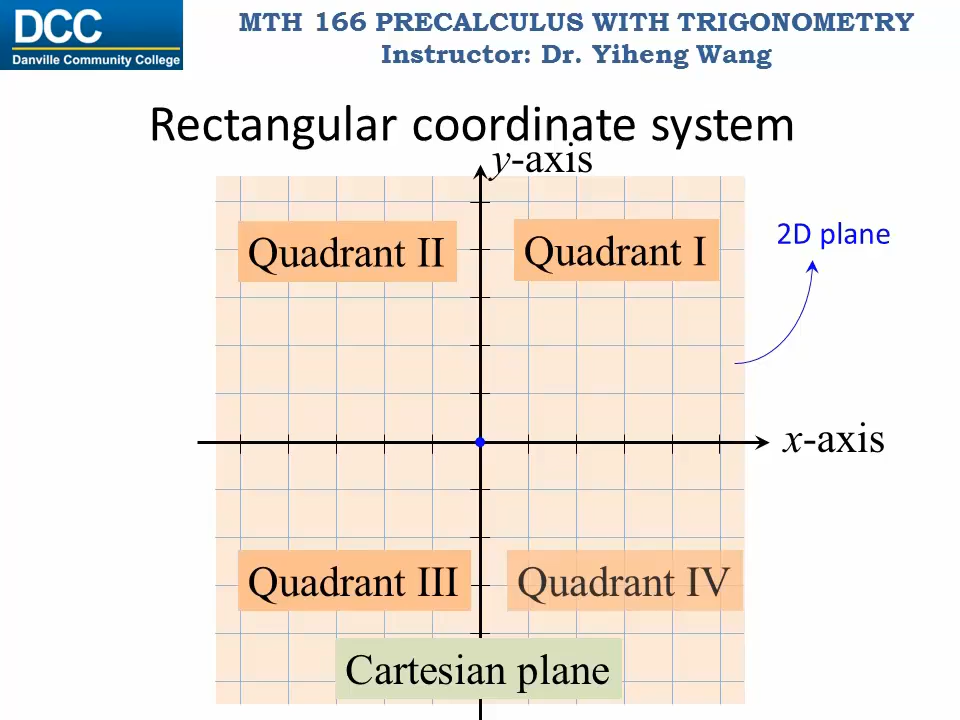 DCC
Danville Community College
MTH 166 PRECALCULUS WITH TRIGONOMETRY
Instructor: Dr. Yiheng Wang
Rectangular coordinate system
y-axis
Quadrant II
Quadrant I
2D plane
x-axis
Quadrant III
Quadrant IV
Cartesian plane